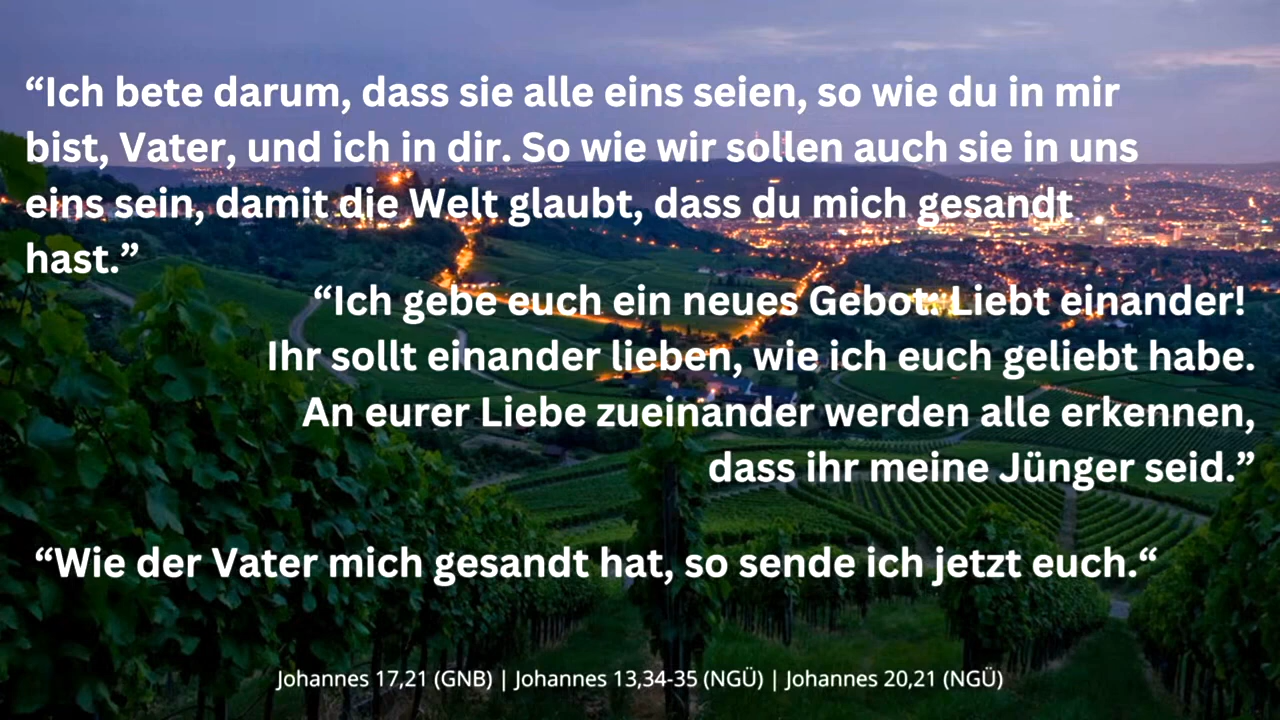 “Ich bete darum, dass sie alle eins seien, so wie du in mir
bist, Vater, und ich in dir. So wie wir sollen auch sie in uns
eins sein, damit die Welt glaubt, dass du mich gesandt
hast.”
“Ich gebe euch ein neues Gebot: Liebt einander!
Ihr sollt einander lieben, wie ich euch geliebt habe.
An eurer Liebe zueinander werden alle erkennen,
dass ihr meine Jünger seid.”
“Wie der Vater mich gesandt hat, so sende ich jetzt euch.“
Johannes 17,21 (GNB) | Johannes 13,34-35 (NGÜ) | Johannes 20,21 (NGÜ)